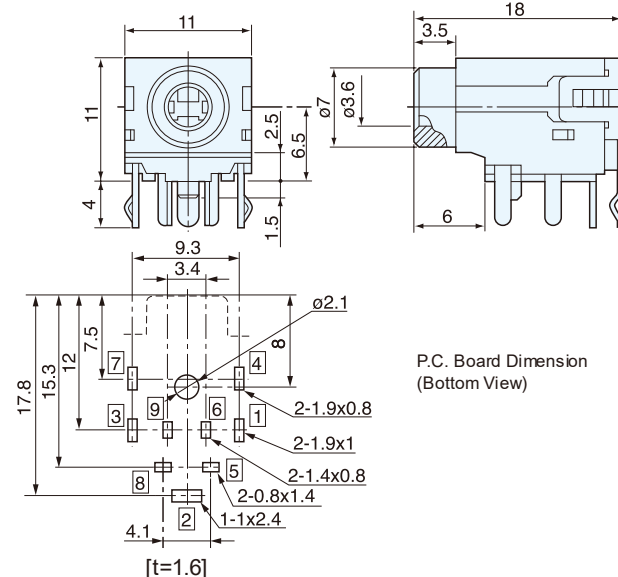 11
18
3.5
11
2.5
6.5
ø7
ø3.6
4
1.5
6
9.3
3.4
ø2.1
7.5
8
12
15.3
17.8
7
4
P.C. Board Dimension
(Bottom View)
2-1.9x0.8
3
9
6
1
2-1.9x1
2-1.4x0.8
8
5
2-0.8x1.4
2
1-1x2.4
4.1
[t=1.6]